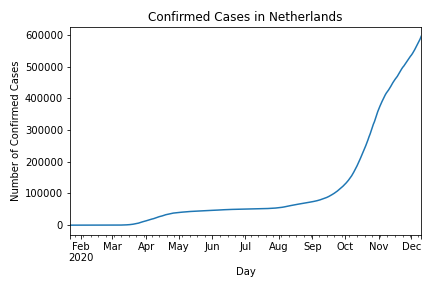 Confirmed Cases in Netherlands
600000
500000
400000
300000
200000
100000
0
Number of Confirmed Cases
Feb Mar Apr May Jun Jul Aug Sep Oct Nov Dec
2020
Day